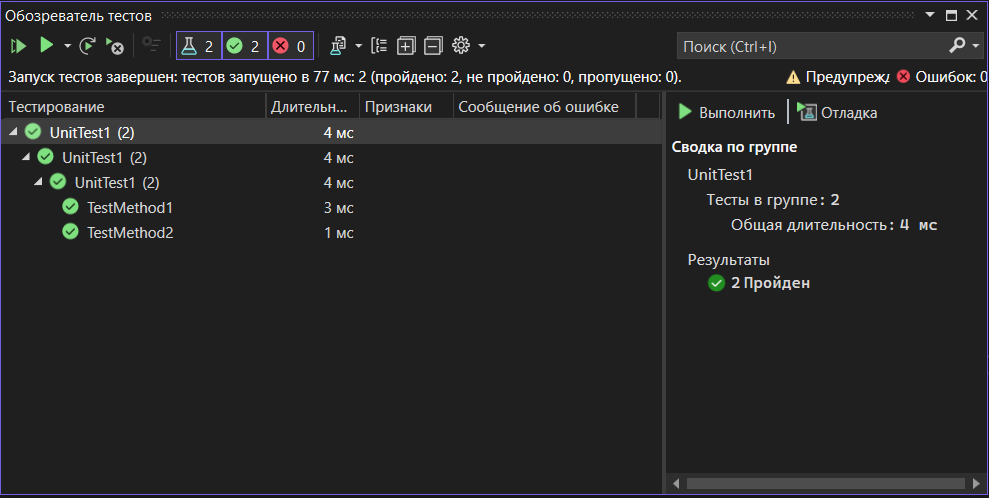 Обозреватель тестов
2 2 0
Поиск (Ctrl+I)
Запуск тестов завершен: тестов запущено в 77 мс: 2 (пройдено: 2, не пройдено: 0, пропущено: 0). Предупрежд Ошибок: 0
Тестирование Длительн... Признаки Сообщение об ошибке
UnitTest1 (2) 4 мс
UnitTest1 (2) 4 мс
UnitTest1 (2) 4 мс
TestMethod1 3 мс
TestMethod2 1 мс
Выполнить Отладка
Сводка по группе
UnitTest1
Тесты в группе: 2
Общая длительность: 4 мс
Результаты
2 Пройден